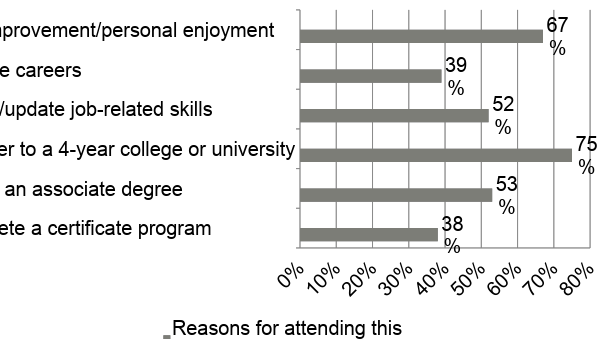 mprovement/personal enjoyment
67
%
e careers
39
%
/update job-related skills
52
%
er to a 4-year college or university
75
%
an associate degree
53
%
ete a certificate program
38
%
0% 10% 20% 30% 40% 50% 60% 70% 80%
Reasons for attending this